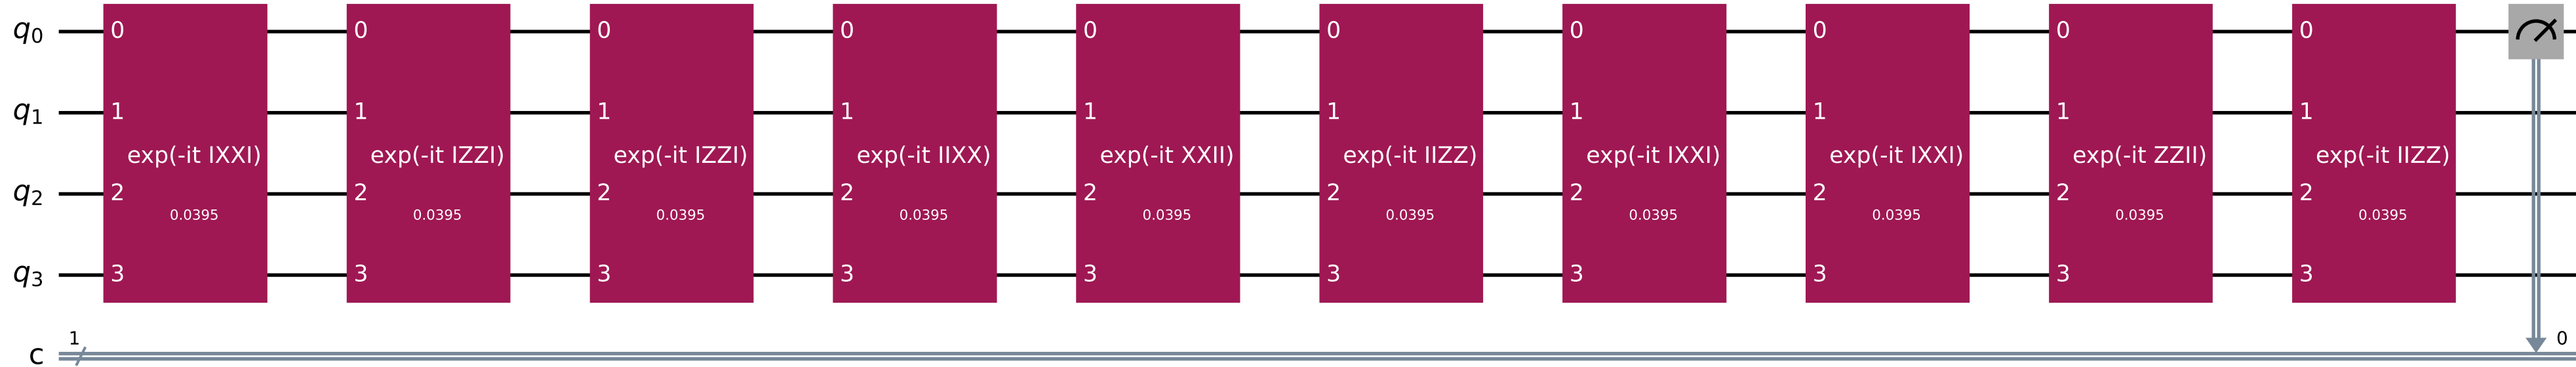 q0 0 0 0 0 0 0 0 0 0 0
q1 1 1 1 1 1 1 1 1 1 1
exp(-it IXXI) exp(-it IZZI) exp(-it IZZI) exp(-it IIXX) exp(-it XXII) exp(-it IIZZ) exp(-it IXXI) exp(-it IXXI) exp(-it ZZII) exp(-it IIZZ)
q2 2 2 2 2 2 2 2 2 2 2
0.0395 0.0395 0.0395 0.0395 0.0395 0.0395 0.0395 0.0395 0.0395 0.0395
q3 3 3 3 3 3 3 3 3 3 3
1 0
c